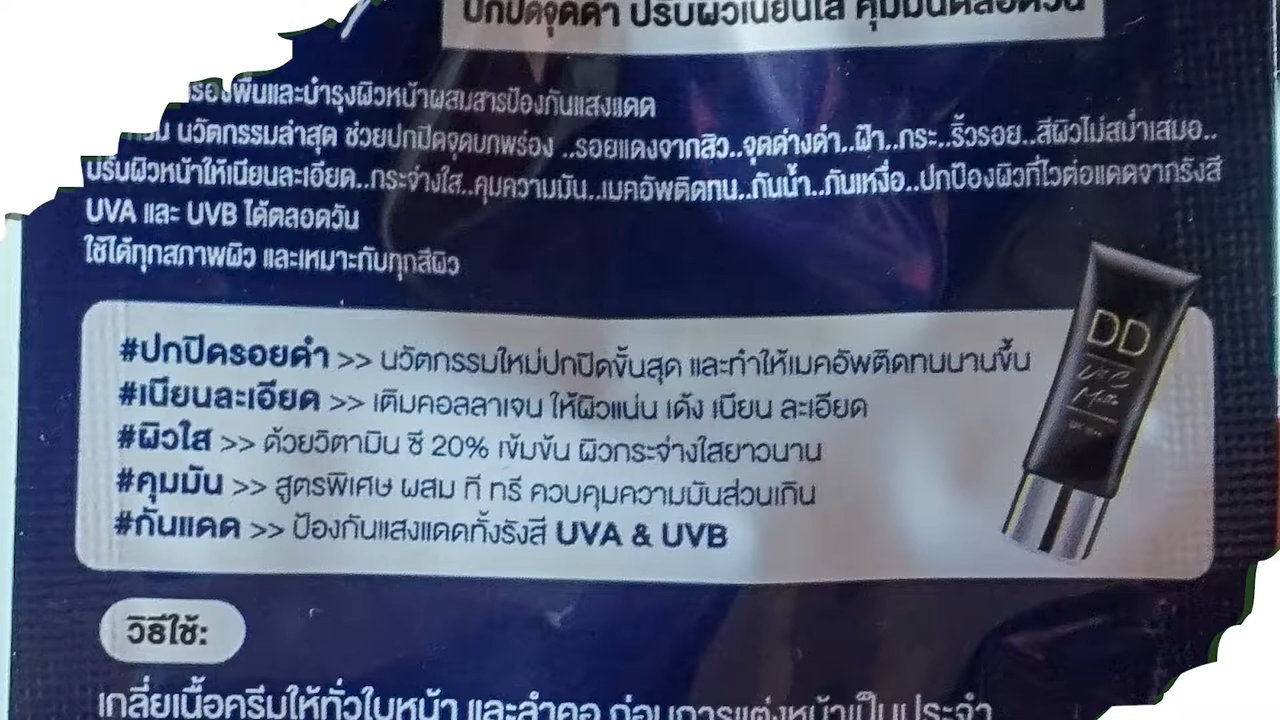 ปกปิดจุดดำ ปรับผิวเนียนใส คุมมันตลอดวัน
รองพื้นและบำรุงผิวหน้าผสมสารป้องกันแสงแดด
นวัตกรรมล่าสุด ช่วยปกปิดจุดบกพร่อง ..รอยแดงจากสิว..จุดด่างดำ..ฝ้า..กระ..ริ้วรอย..สีผิวไม่สม่ำเสมอ..
ปรับผิวหน้าให้เนียนละเอียด..กระจ่างใส..คุมความมัน..เมคอัพติดทน..กันน้ำ..กันเหงื่อ..ปกป้องผิวที่ไวต่อแดดจากรังสี
UVA และ UVB ได้ตลอดวัน
ใช้ได้ทุกสภาพผิว และเหมาะกับทุกสีผิว
#ปกปิดรอยดำ >> นวัตกรรมใหม่ปกปิดขั้นสุด และทำให้เมคอัพติดทนนานขึ้น
#เนียนละเอียด >> เติมคอลลาเจน ให้ผิวแน่น เด้ง เนียน ละเอียด
#ผิวใส >> ด้วยวิตามิน ซี 20% เข้มข้น ผิวกระจ่างใสยาวนาน
#คุมมัน >> สูตรพิเศษ ผสม ที ทรี ควบคุมความมันส่วนเกิน
#กันแดด >> ป้องกันแสงแดดทั้งรังสี UVA & UVB
DD
วิธีใช้:
เกลี่ยเนื้อครีมให้ทั่วใบหน้า และลำคอ ก่อนการแต่งหน้าเป็นประจำ